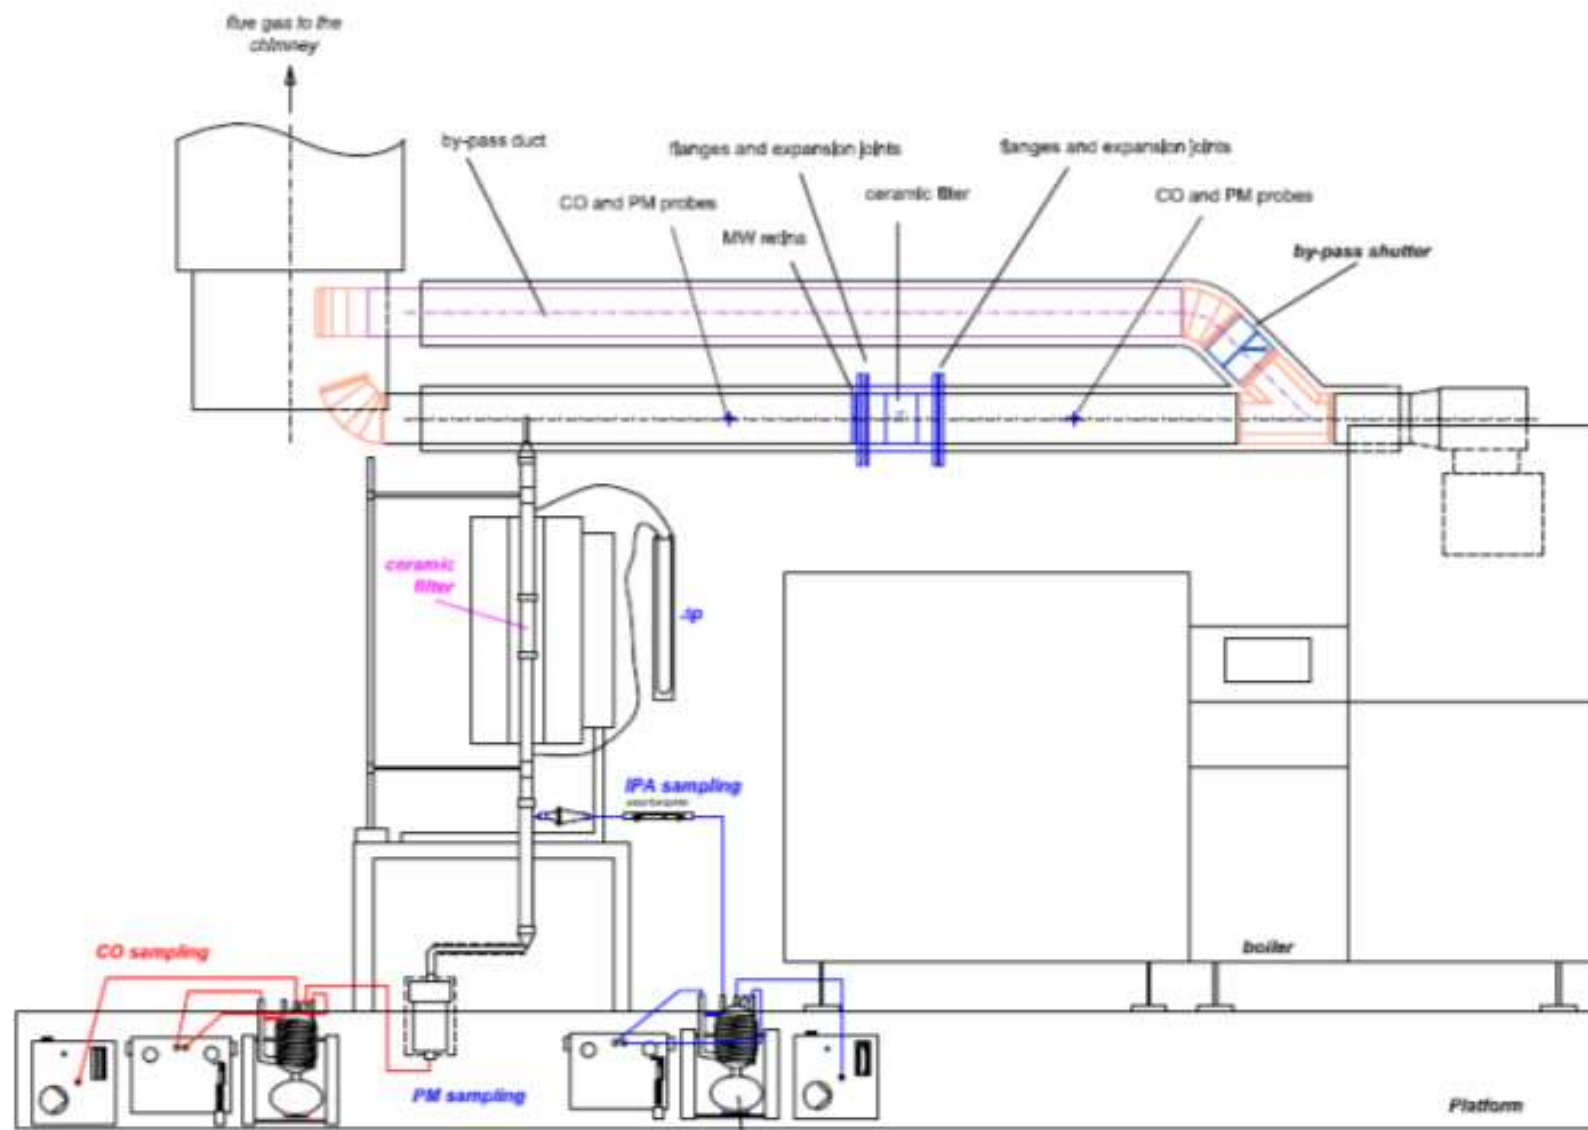 flue gas to the
chimney
by-pass duct
flanges and expansion joints
flanges and expansion joints
CO and PM probes
ceramic filter
CO and PM probes
MW
by-pass shutter
ceramic
filter
Δp
IPA sampling
CO sampling
boiler
PM sampling
Platform